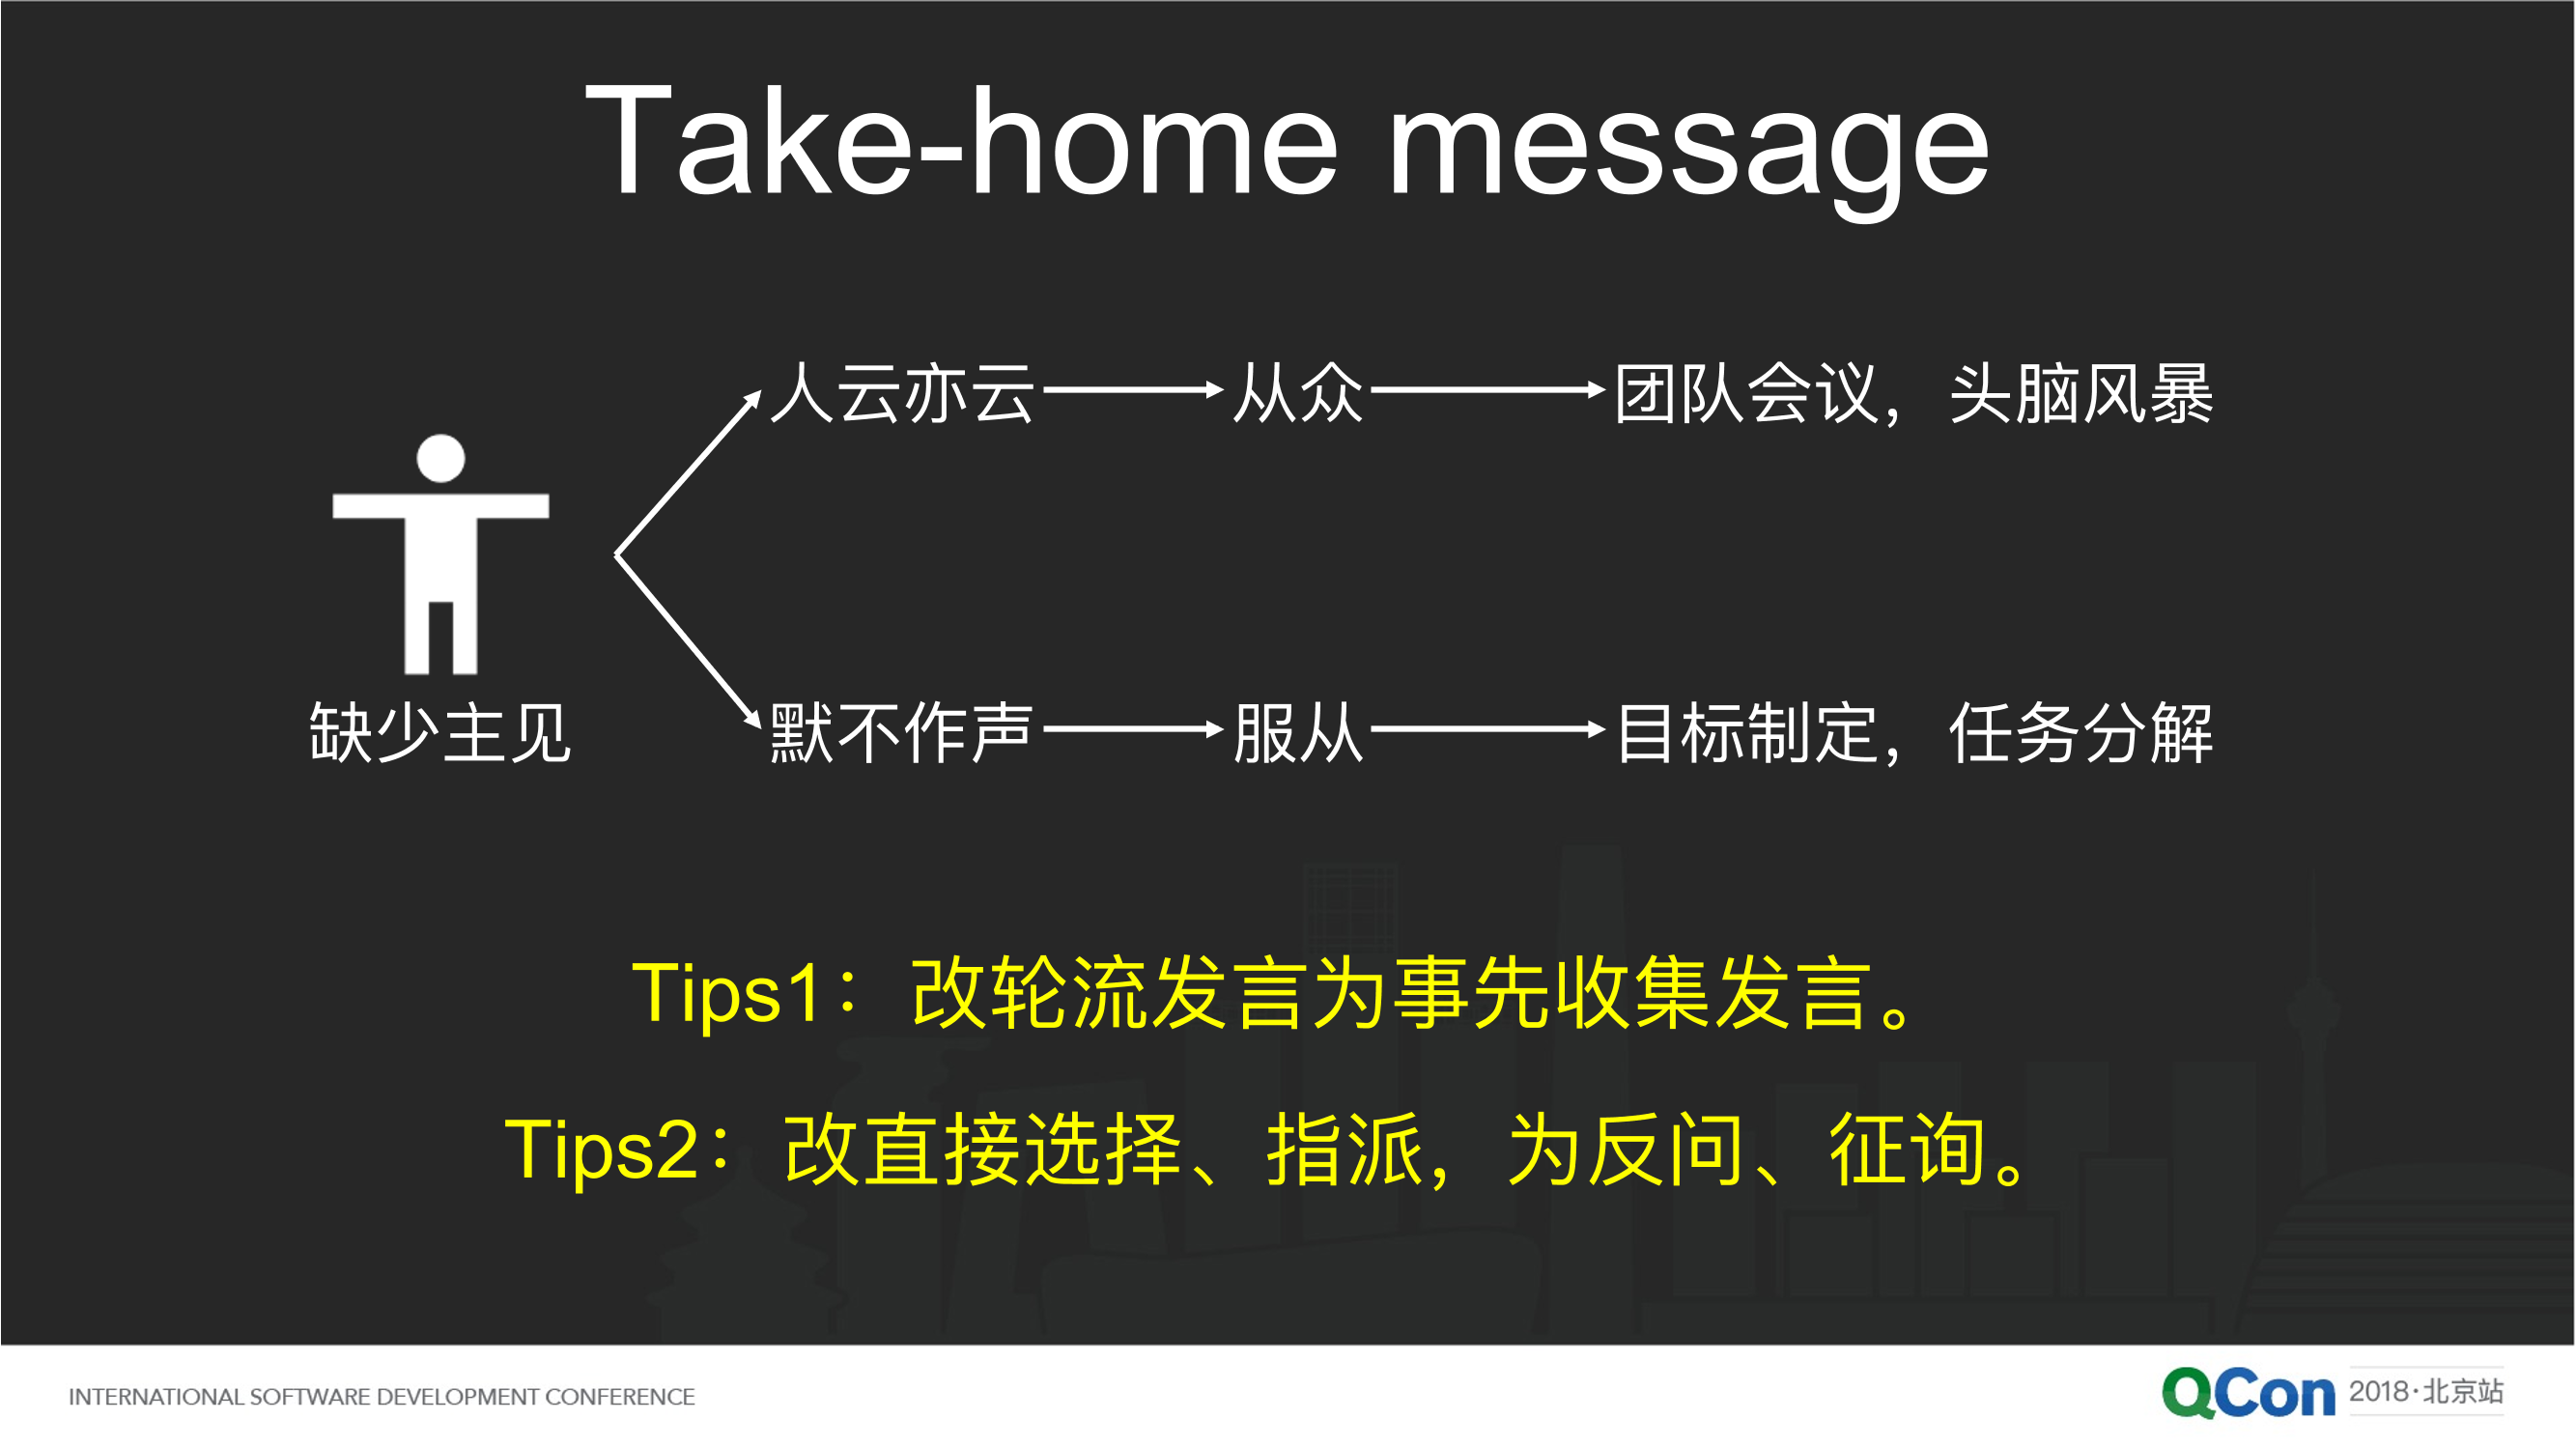 Take-home message
人云亦云 从众 团队会议，头脑风暴
缺少主见 默不作声 服从 目标制定，任务分解
Tips1：改轮流发言为事先收集发言。
Tips2：改直接选择、指派，为反问、征询。
INTERNATIONAL SOFTWARE DEVELOPMENT CONFERENCE
QCon 2018·北京站